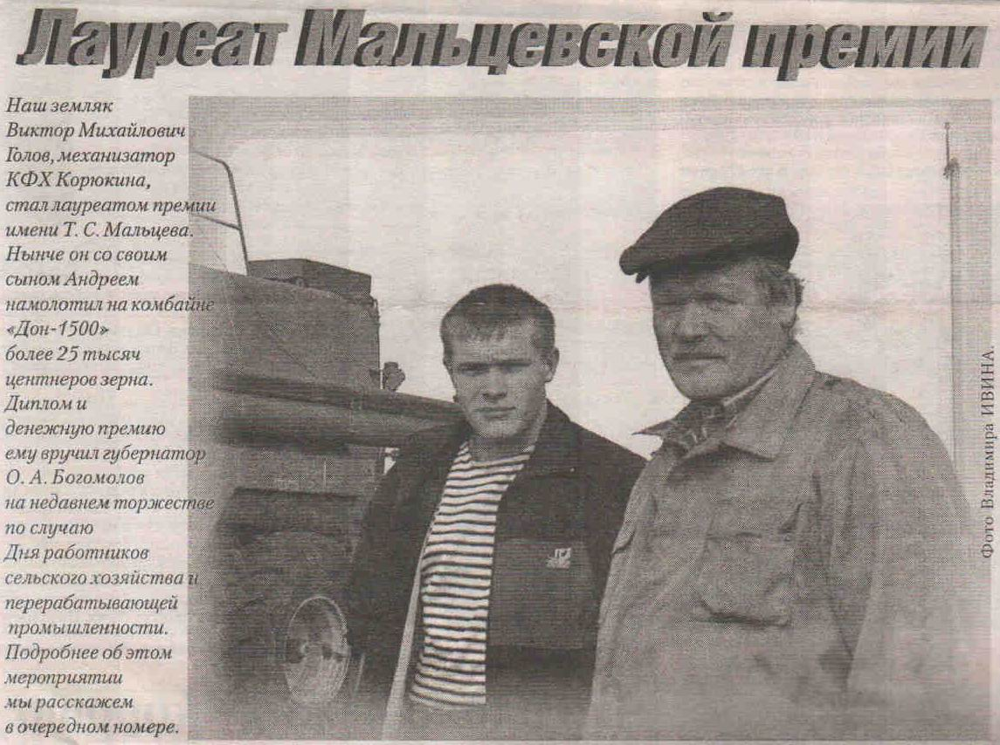 Лауреат Мальцевской премии
Наш земляк
Виктор Михайлович
Голов, механизатор
КФХ Корюкина,
стал лауреатом премии
имени Т. С. Мальцева.
Нынче он со своим
сыном Андреем
намолотил на комбайне
«Дон-1500»
более 25 тысяч
центнеров зерна.
Диплом и
денежную премию
ему вручил губернатор
О. А. Богомолов
на недавнем торжестве
по случаю
Дня работников
сельского хозяйства и
перерабатывающей
промышленности.
Подробнее об этом
мероприятии
мы расскажем
в очередном номере.
Фото Владимира ИВИНА.